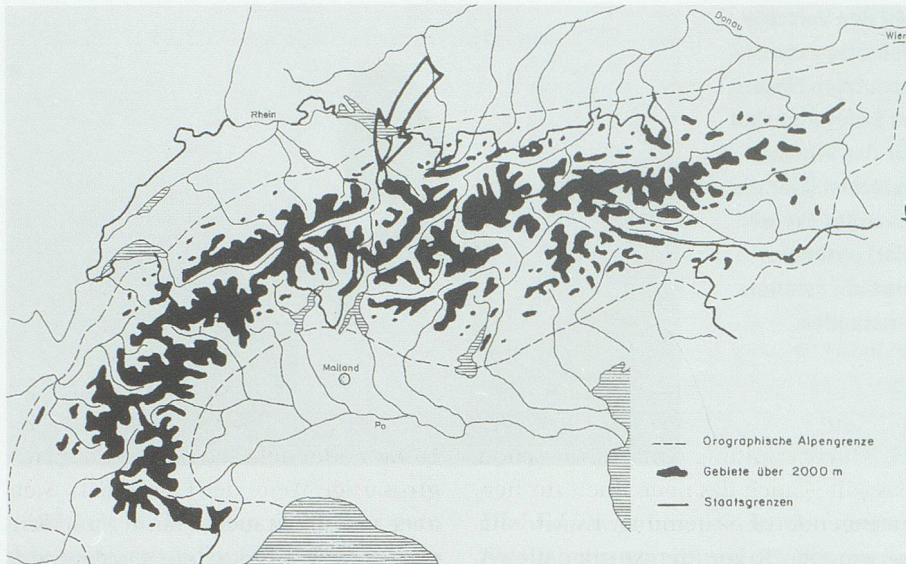 Donau
Wien
Rhein
Mailand
Po
Orographische Alpengrenze
Gebiete über 2000 m
Staatsgrenzen